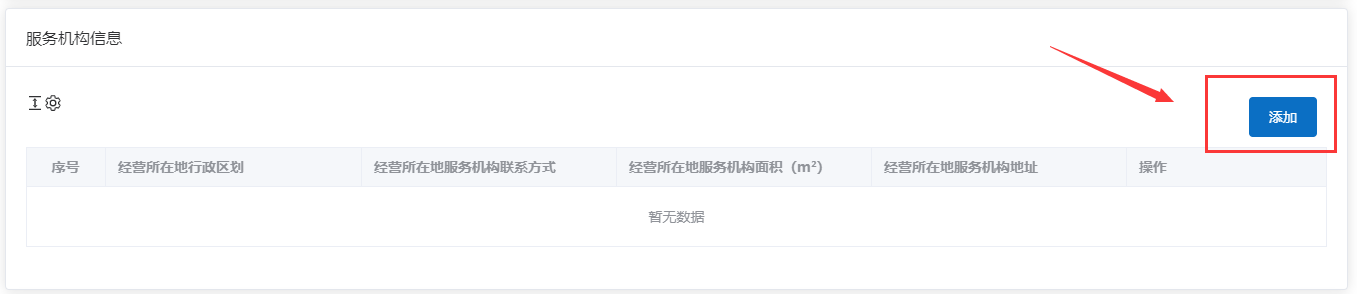 服务机构信息
添加
序号 经营所在地行政区划 经营所在地服务机构联系方式 经营所在地服务机构面积（m²） 经营所在地服务机构地址 操作
暂无数据